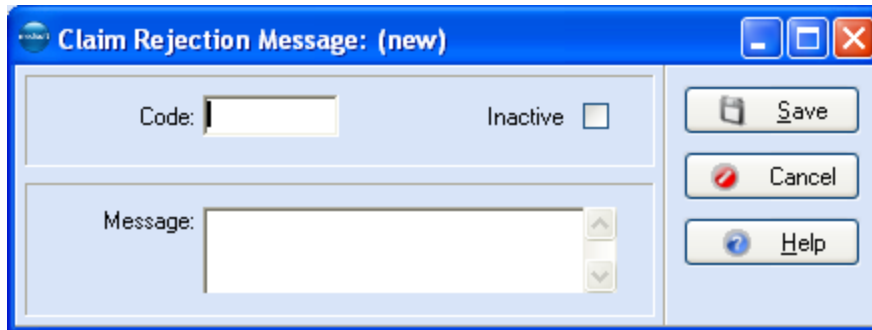 Claim Rejection Message: (new)
Code:
Inactive
Save
Cancel
Message:
Help